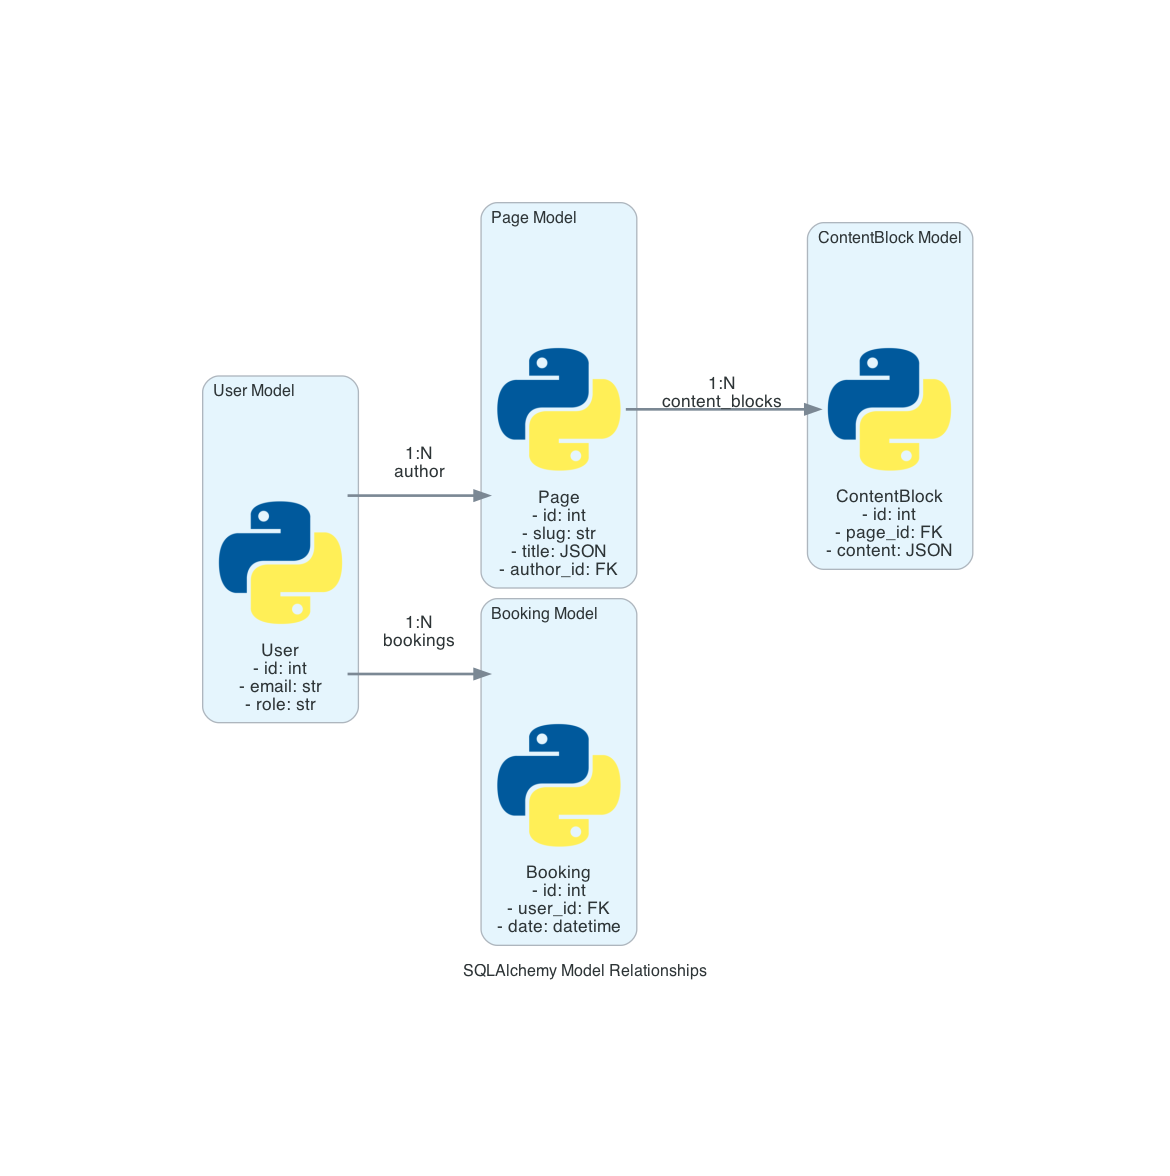 Page Model
Page
- id: int
- slug: str
- title: JSON
- author_id: FK
ContentBlock Model
ContentBlock
- id: int
- page_id: FK
- content: JSON
1:N
content_blocks
User Model
User
- id: int
- email: str
- role: str
1:N
author
1:N
bookings
Booking Model
Booking
- id: int
- user_id: FK
- date: datetime
SQLAlchemy Model Relationships